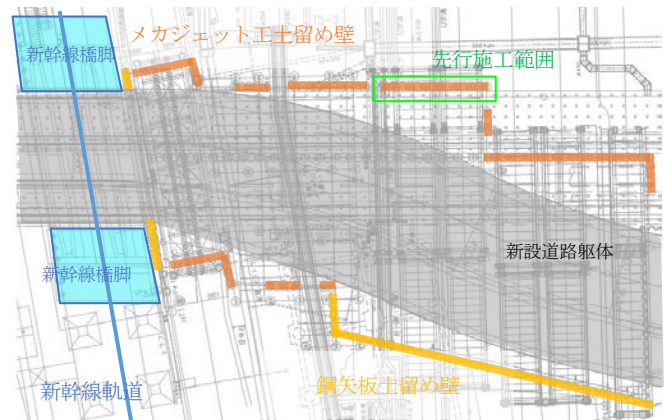 新幹線橋脚
メカジェット工土留め壁
先行施工範囲
新設道路躯体
新幹線橋脚
新幹線軌道
鋼矢板土留め壁